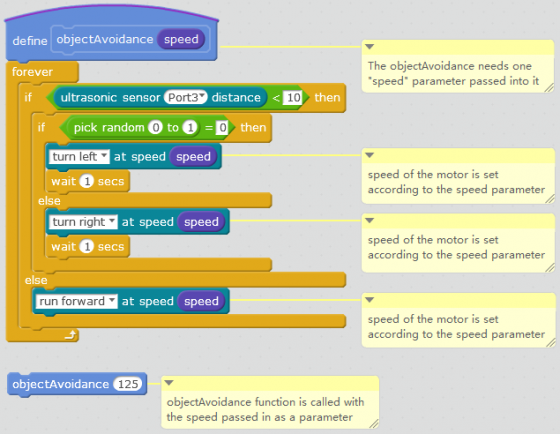 define objectAvoidance speed
The objectAvoidance needs one
"speed" parameter passed into it
forever
if ultrasonic sensor Port3 distance < 10 then
if pick random 0 to 1 = 0 then
turn left at speed speed
speed of the motor is set
according to the speed parameter
wait 1 secs
else
turn right at speed speed
speed of the motor is set
according to the speed parameter
wait 1 secs
else
run forward at speed speed
speed of the motor is set
according to the speed parameter
objectAvoidance 125
objectAvoidance function is called with
the speed passed in as a parameter